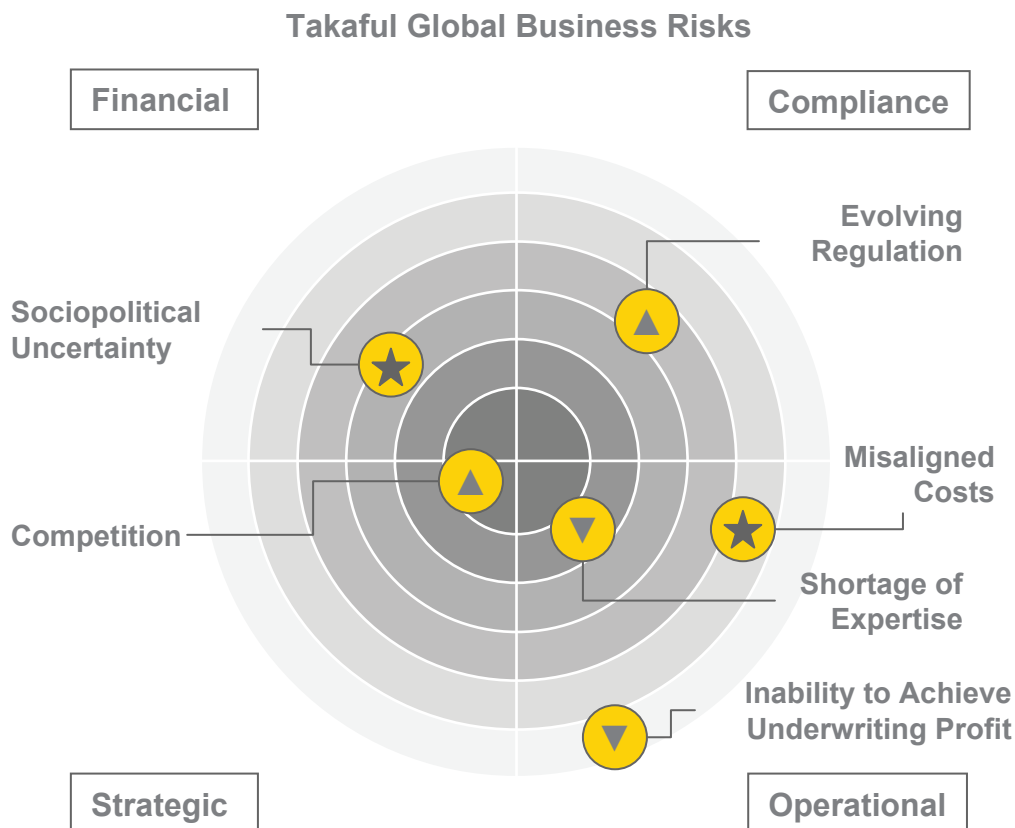 Takaful Global Business Risks
Financial
Compliance
Evolving
Regulation
Sociopolitical
Uncertainty
Misaligned
Costs
Competition
Shortage of
Expertise
Inability to Achieve
Underwriting Profit
Strategic
Operational